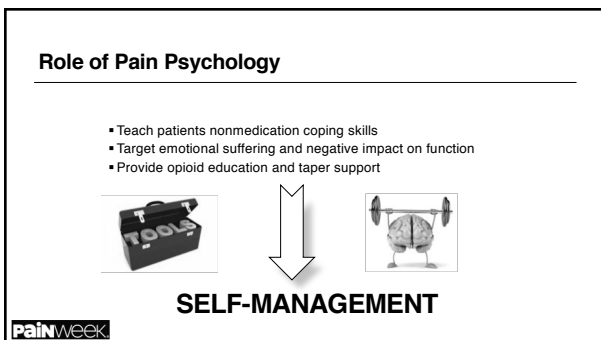 Role of Pain Psychology
▪ Teach patients nonmedication coping skills
▪ Target emotional suffering and negative impact on function
▪ Provide opioid education and taper support
TOOLS
SELF-MANAGEMENT
PAINWEEK.